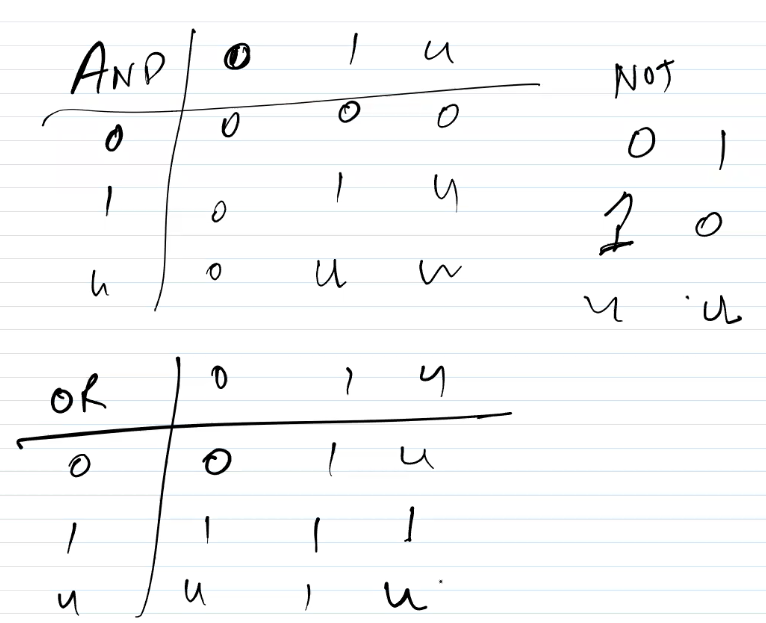 AND 0 1 u
0 0 0 0
1 0 1 u
u 0 u u
NOT
0 1
1 0
u u
OR 0 1 u
0 0 1 u
1 1 1 1
u u 1 u